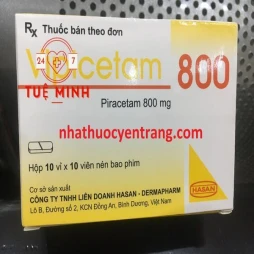 Rx Thuốc bán theo đơn
24 7
TUỆ MINH
800
Piracetam 800 mg
nhathuocyentrang.com
Hộp 10 vỉ x 10 viên nén bao phim
Cơ sở sản xuất
CÔNG TY TNHH LIÊN DOANH HASAN - DERMAPHARM
Lô B, Đường số 2, KCN Đồng An, Bình Dương, Việt Nam
HASAN